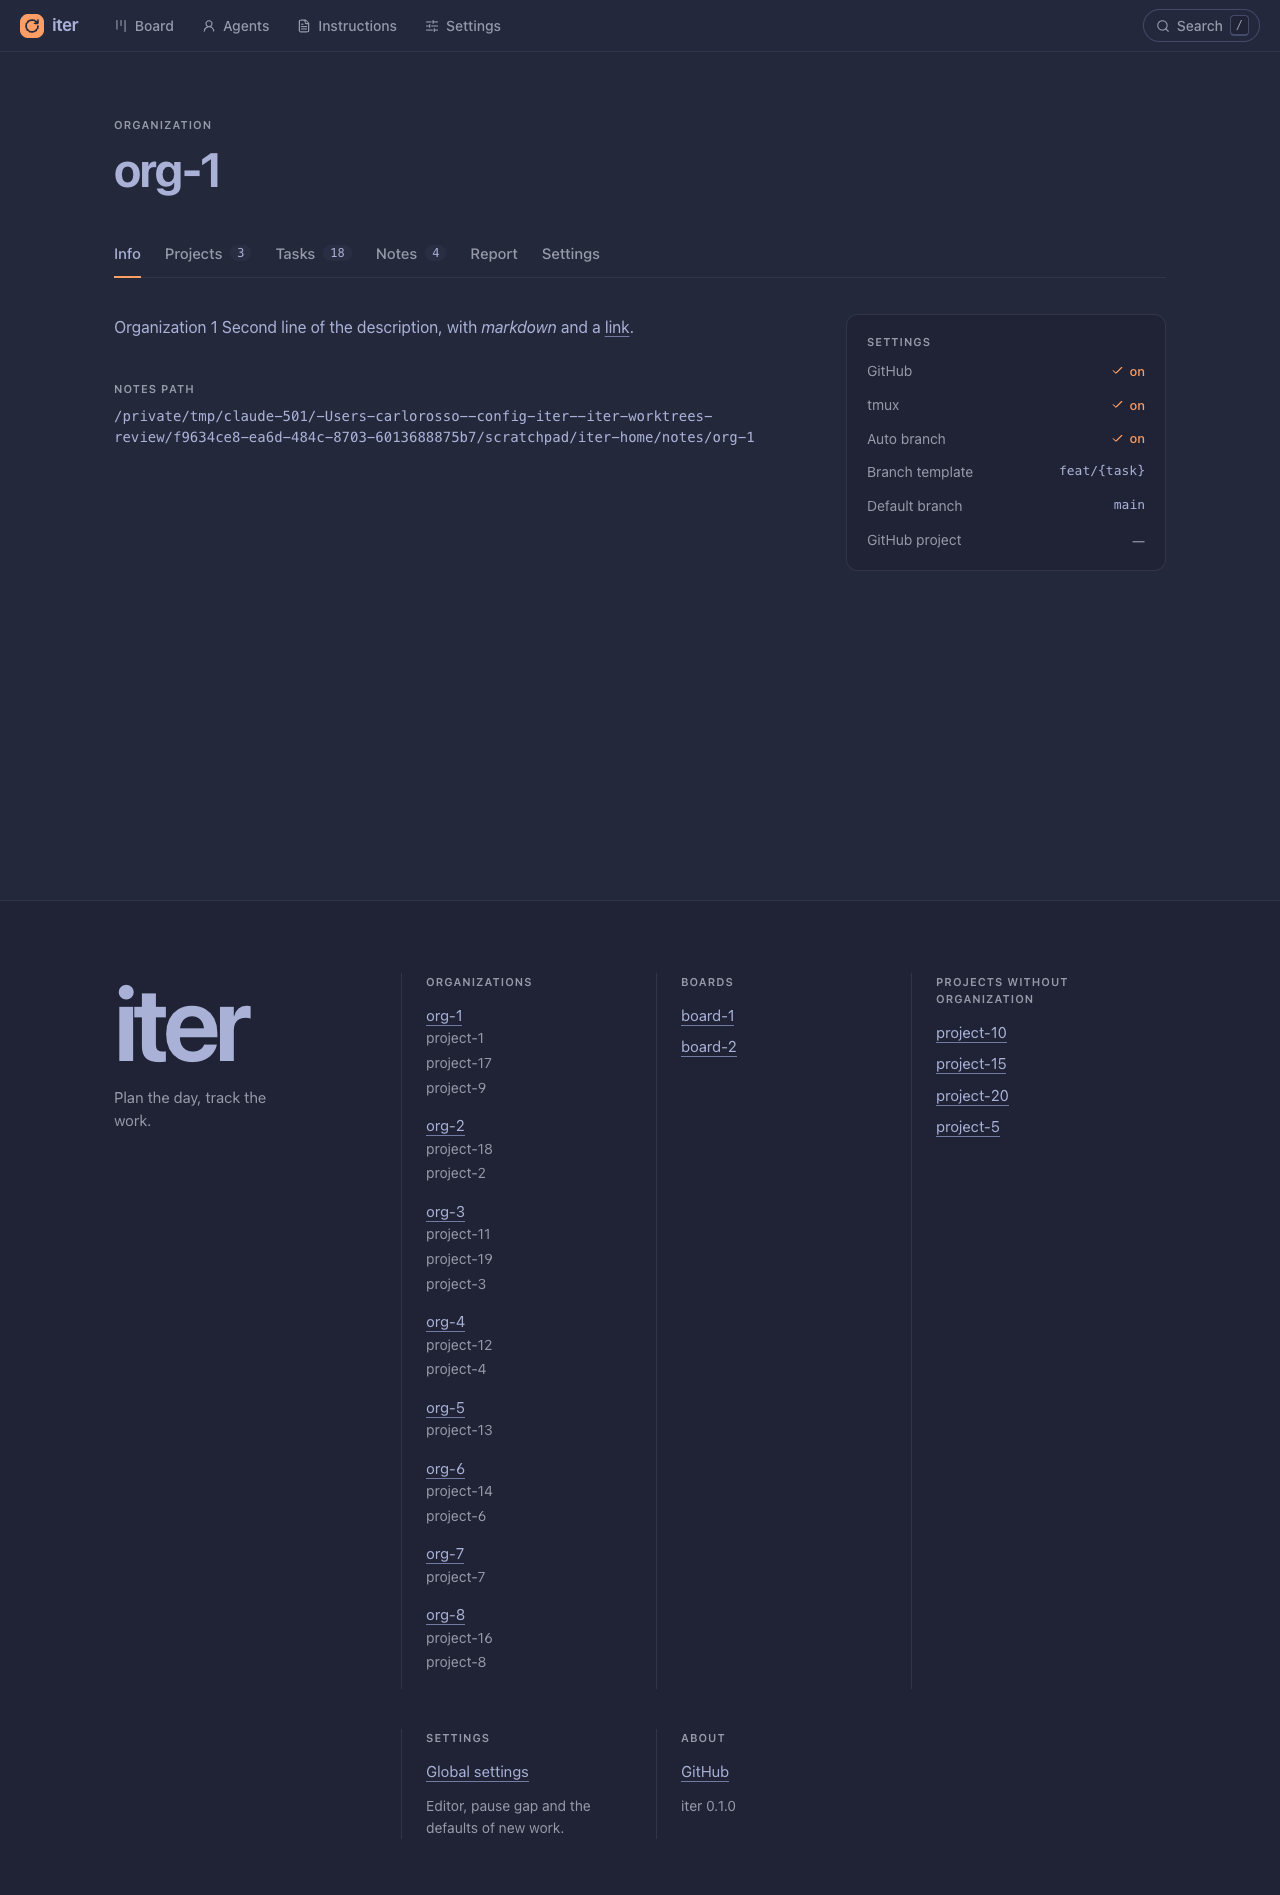 iter
Board
Agents
Instructions
Settings
Search /
ORGANIZATION
org-1
Info
Projects 3
Tasks 18
Notes 4
Report
Settings
Organization 1 Second line of the description, with markdown and a link.
NOTES PATH
/private/tmp/claude-501/-Users-carlorosso--config-iter--iter-worktrees-
review/f9634ce8-ea6d-484c-8703-6013688875b7/scratchpad/iter-home/notes/org-1
SETTINGS
GitHub on
tmux on
Auto branch on
Branch template feat/{task}
Default branch main
GitHub project —
iter
Plan the day, track the
work.
ORGANIZATIONS
org-1
project-1
project-17
project-9
org-2
project-18
project-2
org-3
project-11
project-19
project-3
org-4
project-12
project-4
org-5
project-13
org-6
project-14
project-6
org-7
project-7
org-8
project-16
project-8
BOARDS
board-1
board-2
PROJECTS WITHOUT
ORGANIZATION
project-10
project-15
project-20
project-5
SETTINGS
Global settings
Editor, pause gap and the
defaults of new work.
ABOUT
GitHub
iter 0.1.0